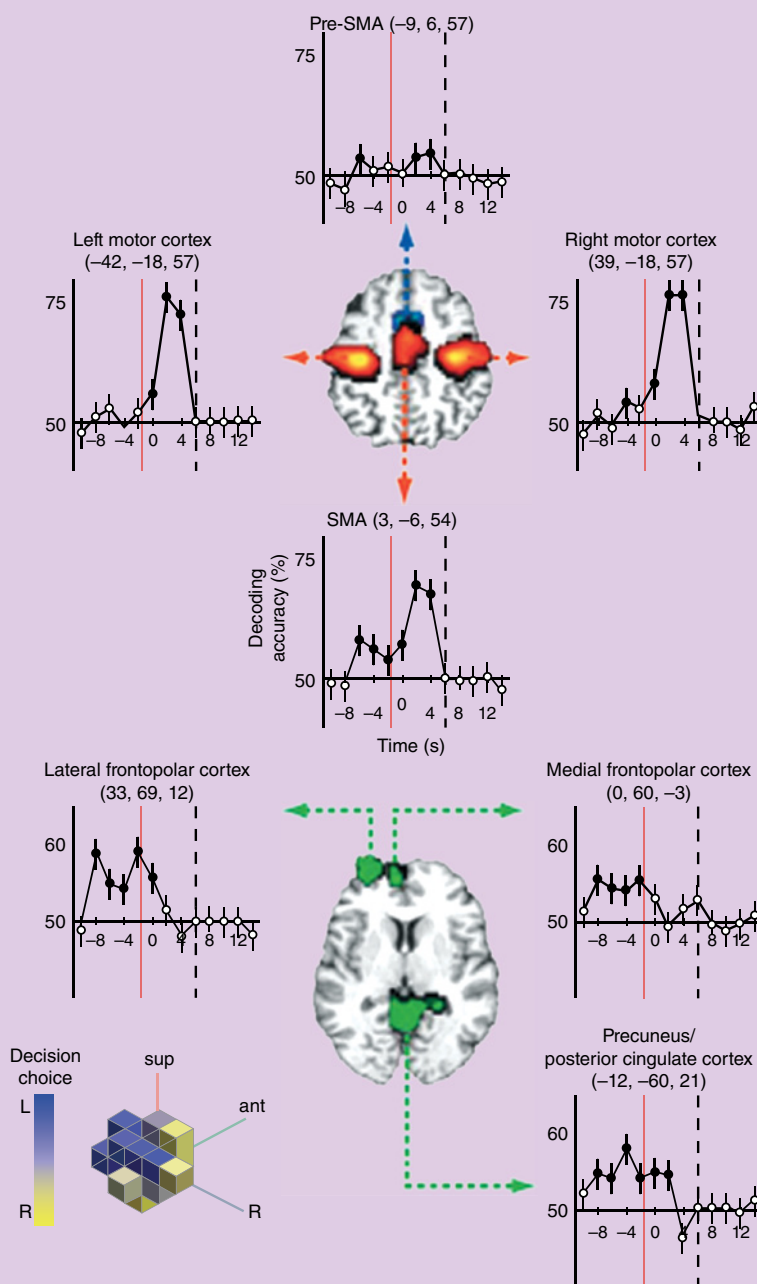 Pre-SMA (–9, 6, 57)
75
50
–8 –4 0 4 8 12
Left motor cortex
(–42, –18, 57)
75
50
–8 –4 0 4 8 12
Right motor cortex
(39, –18, 57)
75
50
–8 –4 0 4 8 12
SMA (3, –6, 54)
Decoding
accuracy (%)
75
50
–8 –4 0 4 8 12
Time (s)
Lateral frontopolar cortex
(33, 69, 12)
60
50
–8 –4 0 4 8 12
Medial frontopolar cortex
(0, 60, –3)
60
50
–8 –4 0 4 8 12
Precuneus/
posterior cingulate cortex
(–12, –60, 21)
60
50
–8 –4 0 4 8 12
Decision
choice
L
R
sup
ant
R